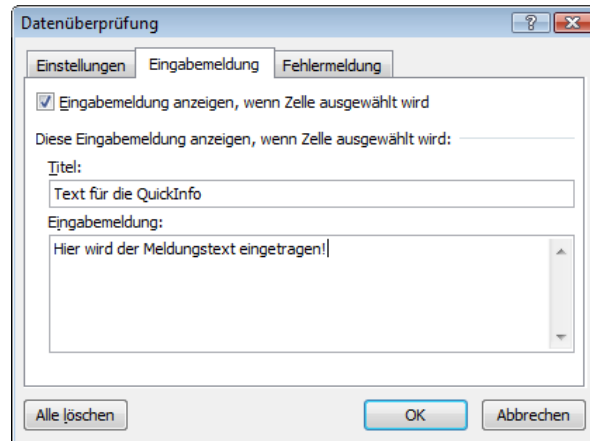 Datenüberprüfung
Einstellungen Eingabemeldung Fehlermeldung
Eingabemeldung anzeigen, wenn Zelle ausgewählt wird
Diese Eingabemeldung anzeigen, wenn Zelle ausgewählt wird:
Titel:
Text für die QuickInfo
Eingabemeldung:
Hier wird der Meldungstext eingetragen!
Alle löschen OK Abbrechen